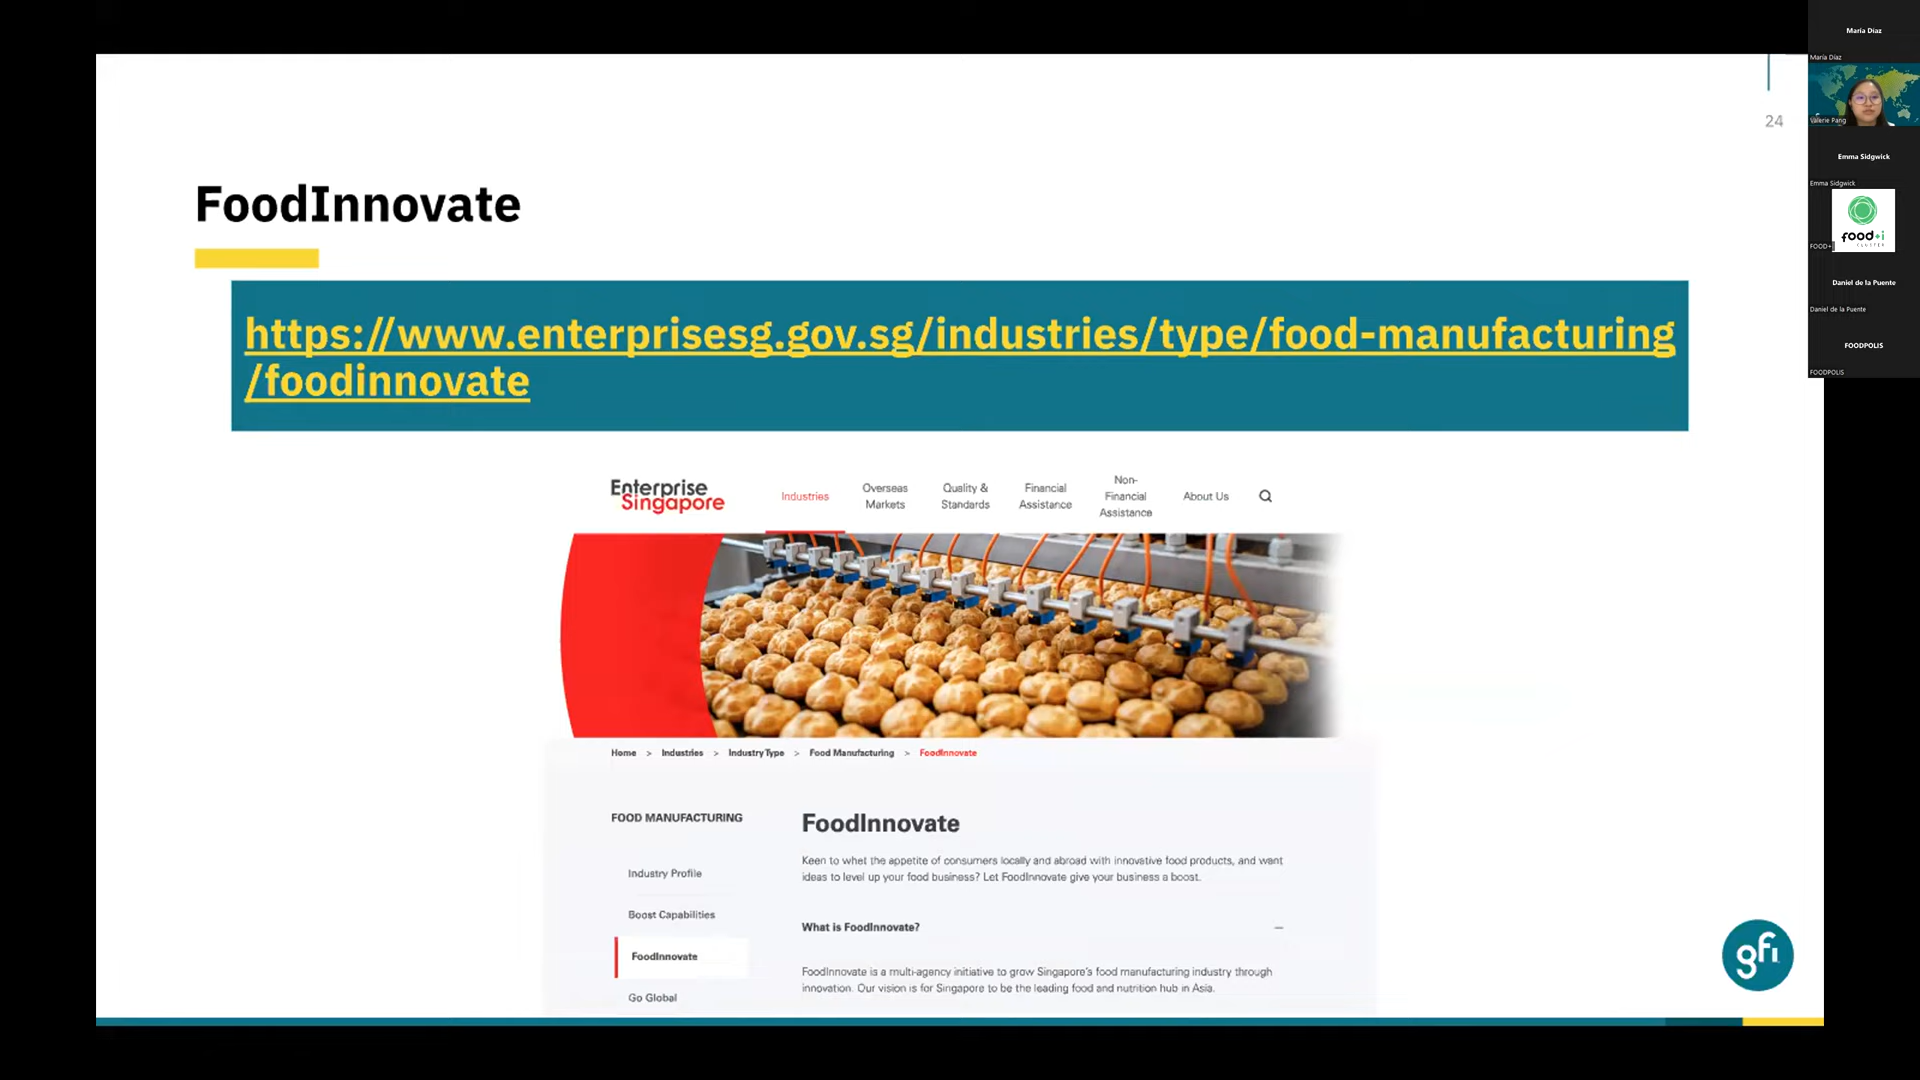 24
FoodInnovate
https://www.enterprisesg.gov.sg/industries/type/food-manufacturing
/foodinnovate
Enterprise
Singapore
Industries
Overseas
Markets
Quality &
Standards
Financial
Assistance
Non-
Financial
Assistance
About Us
Home > Industries > Industry Type > Food Manufacturing > FoodInnovate
FOOD MANUFACTURING
Industry Profile
Boost Capabilities
FoodInnovate
Go Global
FoodInnovate
Keen to whet the appetite of consumers locally and abroad with innovative food products, and want
ideas to level up your food business? Let FoodInnovate give your business a boost.
What is FoodInnovate?
FoodInnovate is a multi-agency initiative to grow Singapore's food manufacturing industry through
innovation. Our vision is for Singapore to be the leading food and nutrition hub in Asia.
gfi
María Díaz
María Díaz
Valerie Pang
Emma Sidgwick
Emma Sidgwick
food+i
CLUSTER
FOOD+i
Daniel de la Puente
Daniel de la Puente
FOODPOLIS
FOODPOLIS